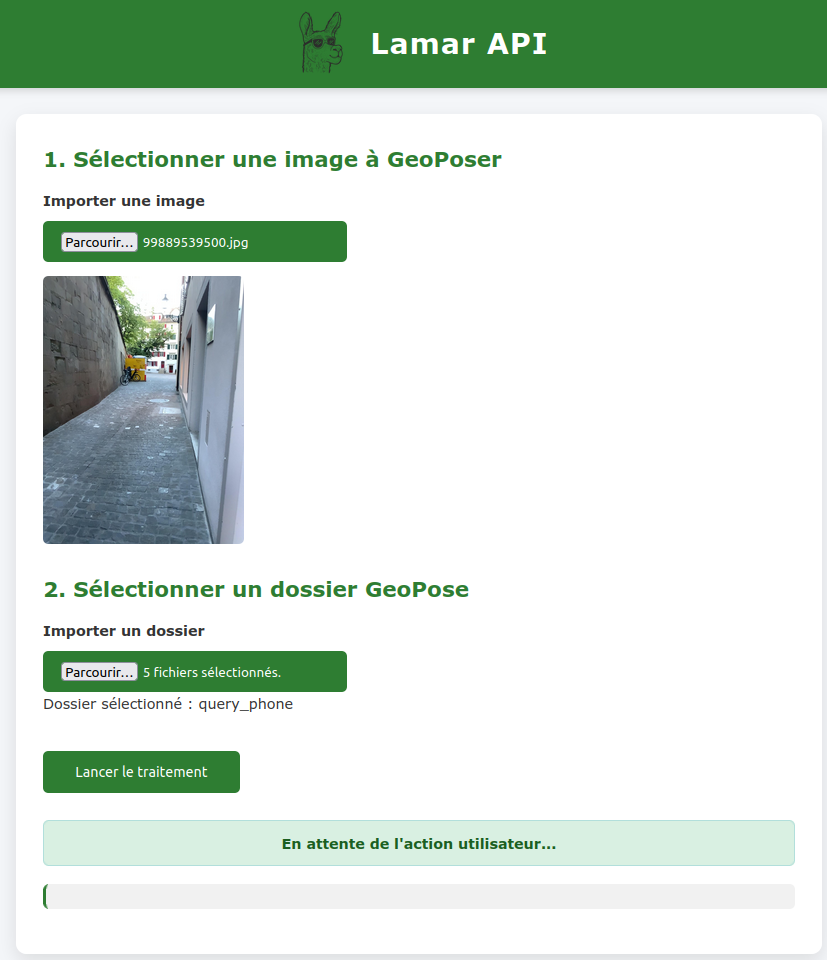 Lamar API
1. Sélectionner une image à GeoPoser
Importer une image
Parcourir... 99889539500.jpg
2. Sélectionner un dossier GeoPose
Importer un dossier
Parcourir... 5 fichiers sélectionnés.
Dossier sélectionné : query_phone
Lancer le traitement
En attente de l'action utilisateur...